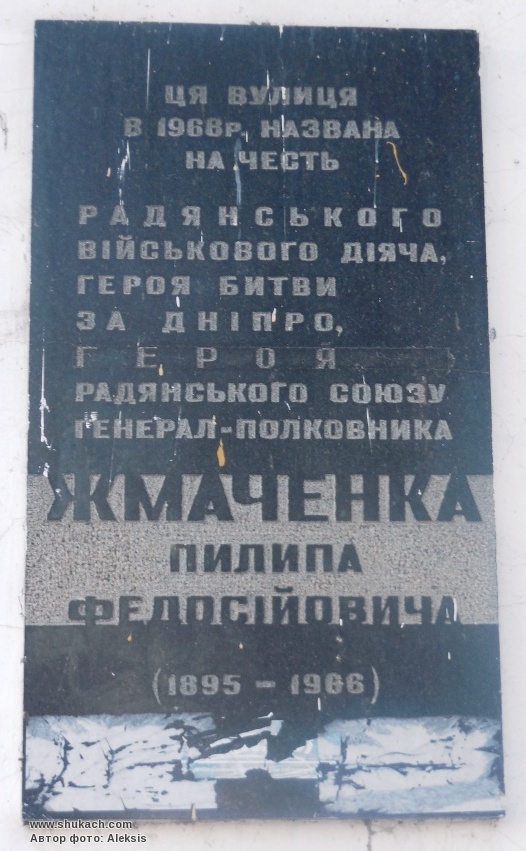 ЦЯ ВУЛИЦЯ
В 1966Р. НАЗВАНА
НА ЧЕСТЬ
РАДЯНСЬКОГО
ВІЙСЬКОВОГО ДІЯЧА,
ГЕРОЯ БИТВИ
ЗА ДНІПРО,
ГЕРОЯ
РАДЯНСЬКОГО СОЮЗУ
ГЕНЕРАЛ-ПОЛКОВНИКА
ЖМАЧЕНКА
ПИЛИПА
ФЕДОСІЙОВИЧА
(1895 - 1966)
www.shukach.com
Автор фото: Aleksis